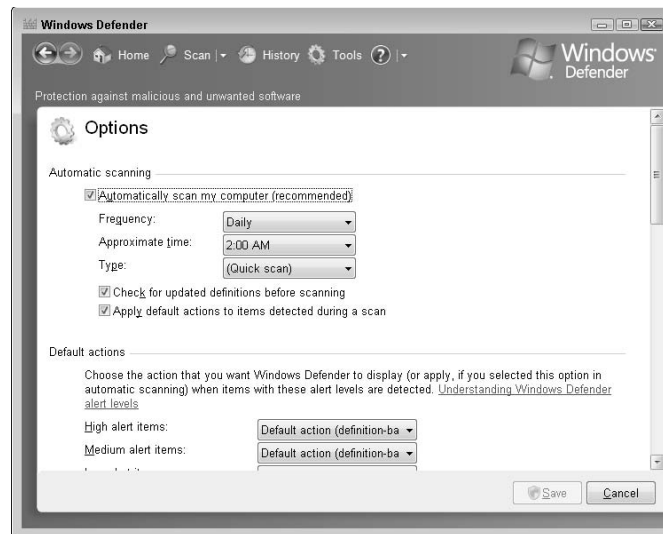 Windows Defender
Home Scan History Tools ?
Windows
Defender
Protection against malicious and unwanted software
Options
Automatic scanning
Automatically scan my computer (recommended)
Frequency: Daily
Approximate time: 2:00 AM
Type: (Quick scan)
Check for updated definitions before scanning
Apply default actions to items detected during a scan
Default actions
Choose the action that you want Windows Defender to display (or apply, if you selected this option in
automatic scanning) when items with these alert levels are detected. Understanding Windows Defender
alert levels
High alert items: Default action (definition-ba
Medium alert items: Default action (definition-ba
Save Cancel